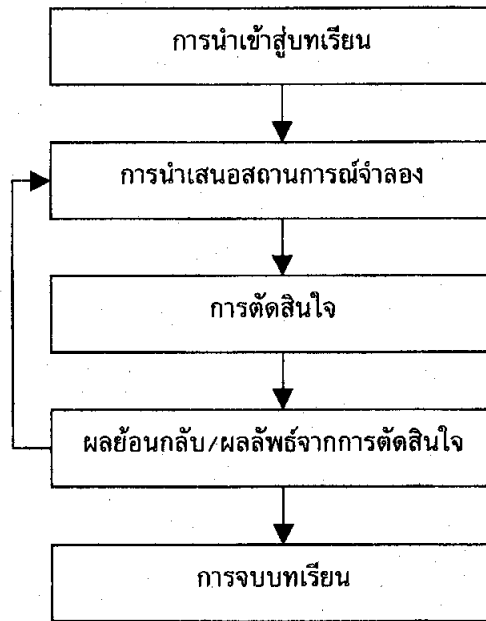 การนำเข้าสู่บทเรียน
การนำเสนอสถานการณ์จำลอง
การตัดสินใจ
ผลย้อนกลับ/ผลลัพธ์จากการตัดสินใจ
การจบบทเรียน